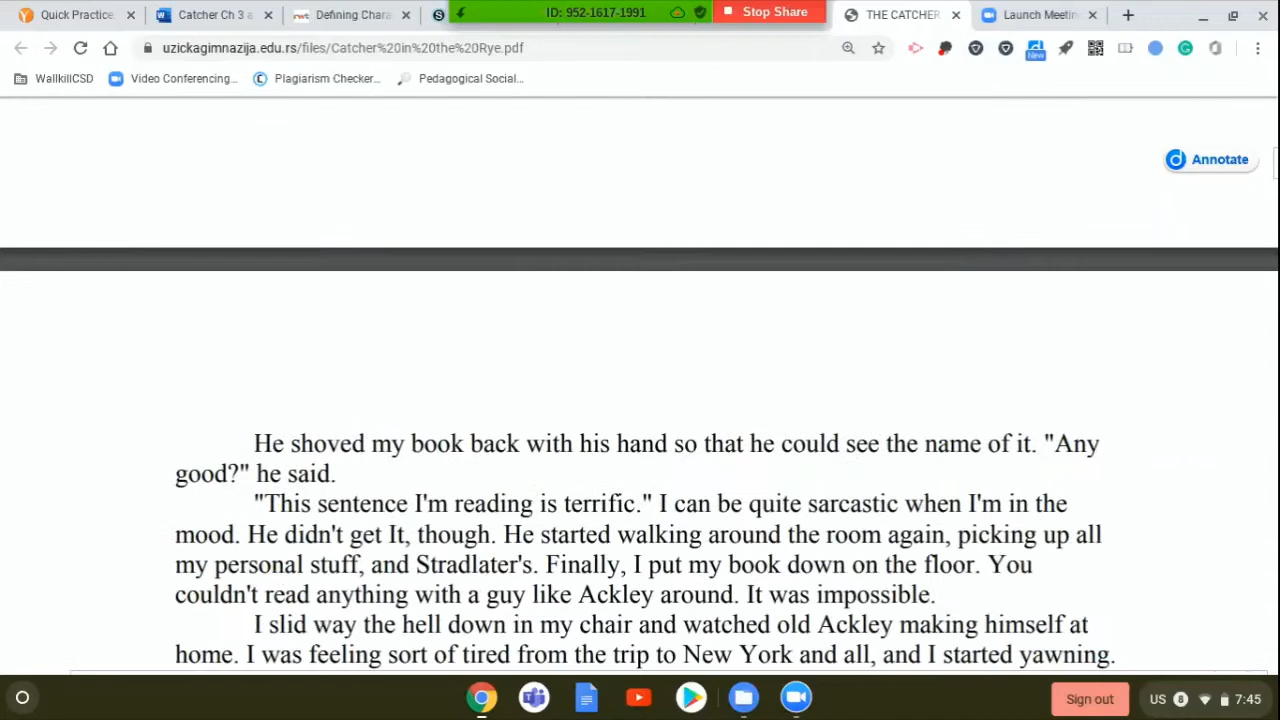 Quick Practice. Catcher Ch 3 a Defining Chara ID: 952-1617-1991 Stop Share THE CATCHER Launch Meetin
uzickagimnazija.edu.rs/files/Catcher%20in%20the%20Rye.pdf
New
WallkillCSD Video Conferencing... Plagiarism Checker... Pedagogical Social...
Annotate
He shoved my book back with his hand so that he could see the name of it. "Any
good?" he said.
"This sentence I'm reading is terrific." I can be quite sarcastic when I'm in the
mood. He didn't get It, though. He started walking around the room again, picking up all
my personal stuff, and Stradlater's. Finally, I put my book down on the floor. You
couldn't read anything with a guy like Ackley around. It was impossible.
I slid way the hell down in my chair and watched old Ackley making himself at
home. I was feeling sort of tired from the trip to New York and all, and I started yawning.
Sign out US 8 7:45